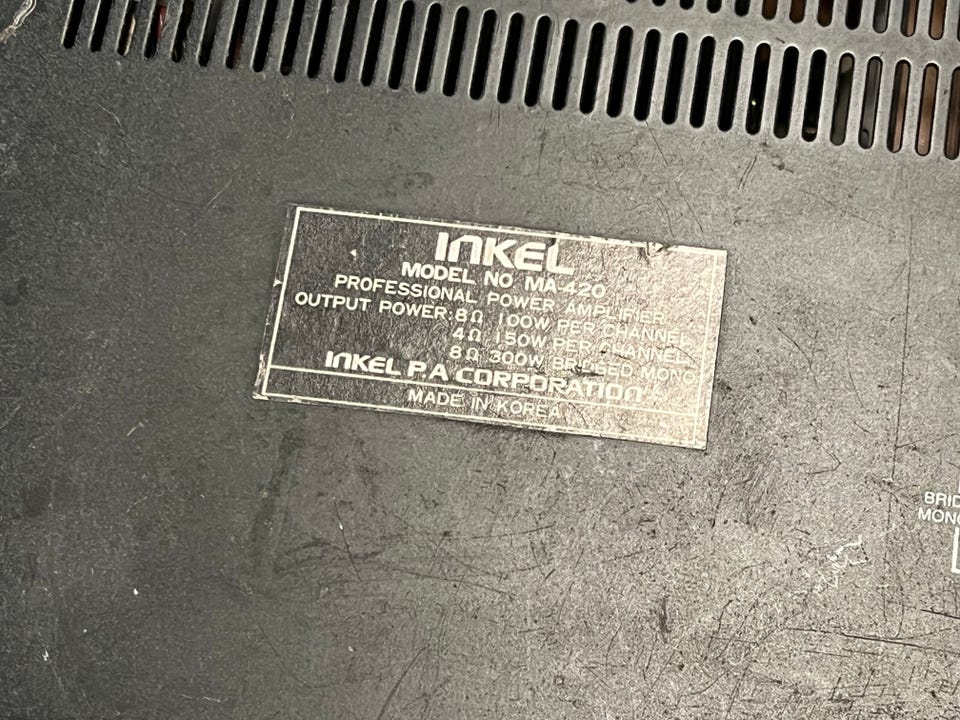 INKEL
MODEL NO MA-420
PROFESSIONAL POWER AMPLIFIER
OUTPUT POWER: 8Ω 100W PER CHANNEL
4Ω 150W PER CHANNEL
8Ω 300W BRIDGED MONO
INKEL P.A CORPORATION
MADE IN KOREA
BRID
MONO